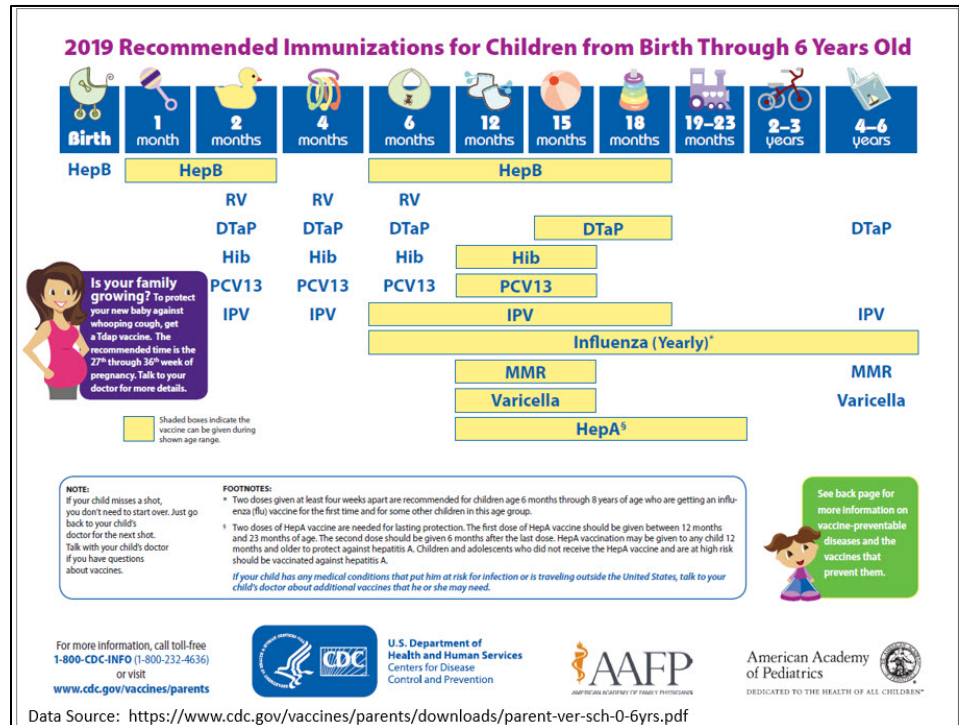 2019 Recommended Immunizations for Children from Birth Through 6 Years Old
Birth
1
month
2
months
4
months
6
months
12
months
15
months
18
months
19–23
months
2–3
years
4–6
years
HepB HepB HepB
RV RV RV
DTaP DTaP DTaP DTaP DTaP
Hib Hib Hib Hib
PCV13 PCV13 PCV13 PCV13
IPV IPV IPV IPV
Influenza (Yearly)*
MMR MMR
Varicella Varicella
HepA§
Is your family
growing? To protect
your new baby against
whooping cough, get
a Tdap vaccine. The
recommended time is the
27th through 36th week of
pregnancy. Talk to your
doctor for more details.
Shaded boxes indicate the
vaccine can be given during
shown age range.
NOTE:
If your child misses a shot,
you don't need to start over. Just go
back to your child's
doctor for the next shot.
Talk with your child's doctor
if you have questions
about vaccines.
FOOTNOTES:
* Two doses given at least four weeks apart are recommended for children age 6 months through 8 years of age who are getting an influ-
enza (flu) vaccine for the first time and for some other children in this age group.
§ Two doses of HepA vaccine are needed for lasting protection. The first dose of HepA vaccine should be given between 12 months
and 23 months of age. The second dose should be given 6 months after the last dose. HepA vaccination may be given to any child 12
months and older to protect against hepatitis A. Children and adolescents who did not receive the HepA vaccine and are at high risk
should be vaccinated against hepatitis A.
If your child has any medical conditions that put him at risk for infection or is traveling outside the United States, talk to your
child's doctor about additional vaccines that he or she may need.
See back page for
more information on
vaccine-preventable
diseases and the
vaccines that
prevent them.
For more information, call toll-free
1-800-CDC-INFO (1-800-232-4636)
or visit
www.cdc.gov/vaccines/parents
CDC
U.S. Department of
Health and Human Services
Centers for Disease
Control and Prevention
AAFP
AMERICAN ACADEMY OF FAMILY PHYSICIANS
American Academy
of Pediatrics
DEDICATED TO THE HEALTH OF ALL CHILDREN®
Data Source: https://www.cdc.gov/vaccines/parents/downloads/parent-ver-sch-0-6yrs.pdf